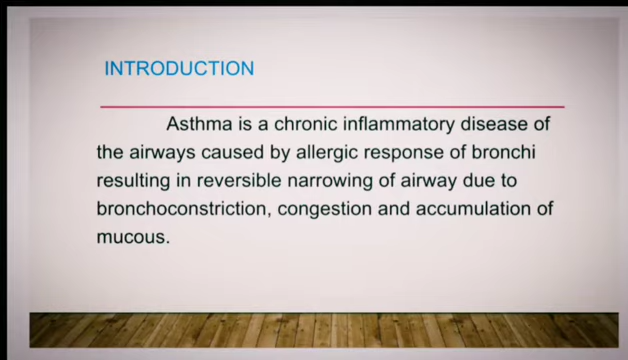 INTRODUCTION
Asthma is a chronic inflammatory disease of
the airways caused by allergic response of bronchi
resulting in reversible narrowing of airway due to
bronchoconstriction, congestion and accumulation of
mucous.